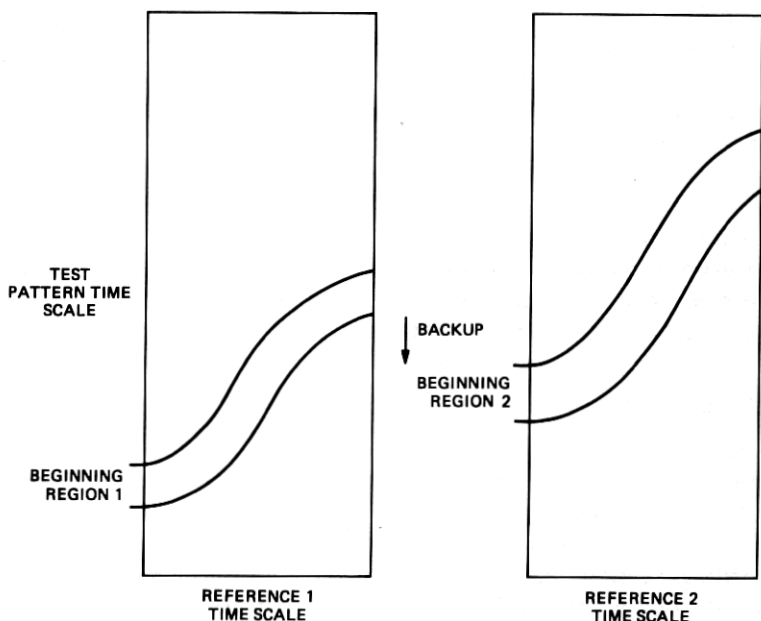 TEST
PATTERN TIME
SCALE
BACKUP
BEGINNING
REGION 2
BEGINNING
REGION 1
REFERENCE 1
TIME SCALE
REFERENCE 2
TIME SCALE